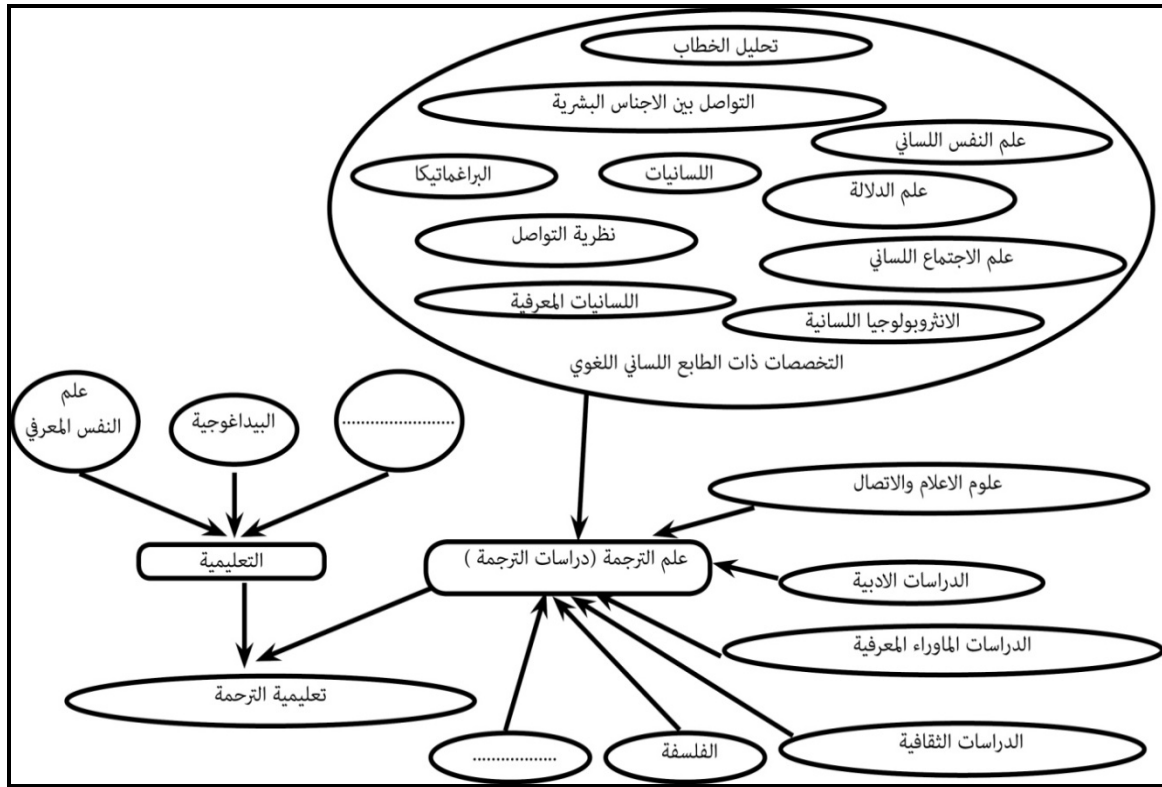 تحليل الخطاب
التواصل بين الاجناس البشرية
علم النفس اللساني
اللسانيات
البراغماتيكا
علم الدلالة
نظرية التواصل
علم الاجتماع اللساني
اللسانيات المعرفية
الانثروبولوجيا اللسانية
التخصصات ذات الطابع اللساني اللغوي
........................
البيداغوجية
علم
النفس المعرفي
علوم الاعلام والاتصال
علم الترجمة (دراسات الترجمة )
التعليمية
الدراسات الادبية
الدراسات الماوراء المعرفية
تعليمية الترحمة
الدراسات الثقافية
الفلسفة
..................